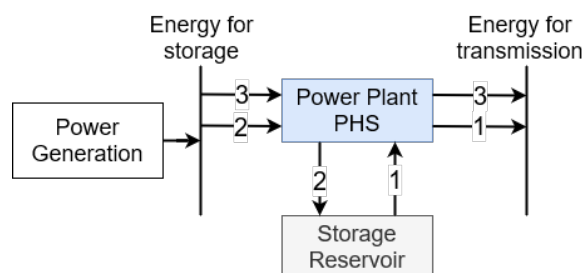 Energy for
storage
Energy for
transmission
3
3
Power Plant
PHS
2
1
Power
Generation
2
1
Storage
Reservoir